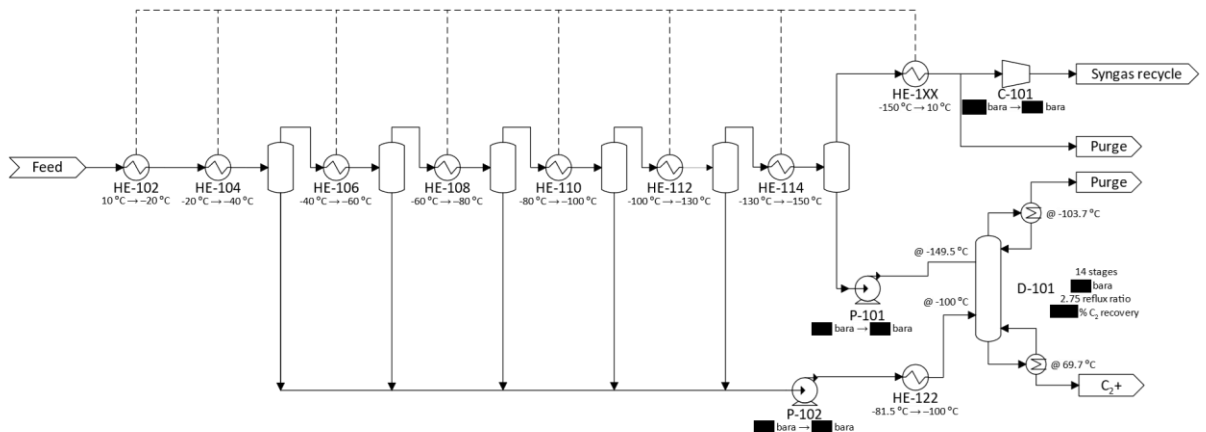 HE-1XX
-150 °C → 10 °C
C-101
bara → bara
Syngas recycle
Purge
Feed
HE-102
10 °C → −20 °C
HE-104
-20 °C → −40 °C
HE-106
-40 °C → −60 °C
HE-108
-60 °C → −80 °C
HE-110
-80 °C → −100 °C
HE-112
-100 °C → −130 °C
HE-114
-130 °C → −150 °C
Purge
@ -103.7 °C
@ -149.5 °C
14 stages
bara
D-101
2.75 reflux ratio
% C₂ recovery
@ -100 °C
P-101
bara → bara
@ 69.7 °C
C₂+
P-102
bara → bara
HE-122
-81.5 °C → −100 °C